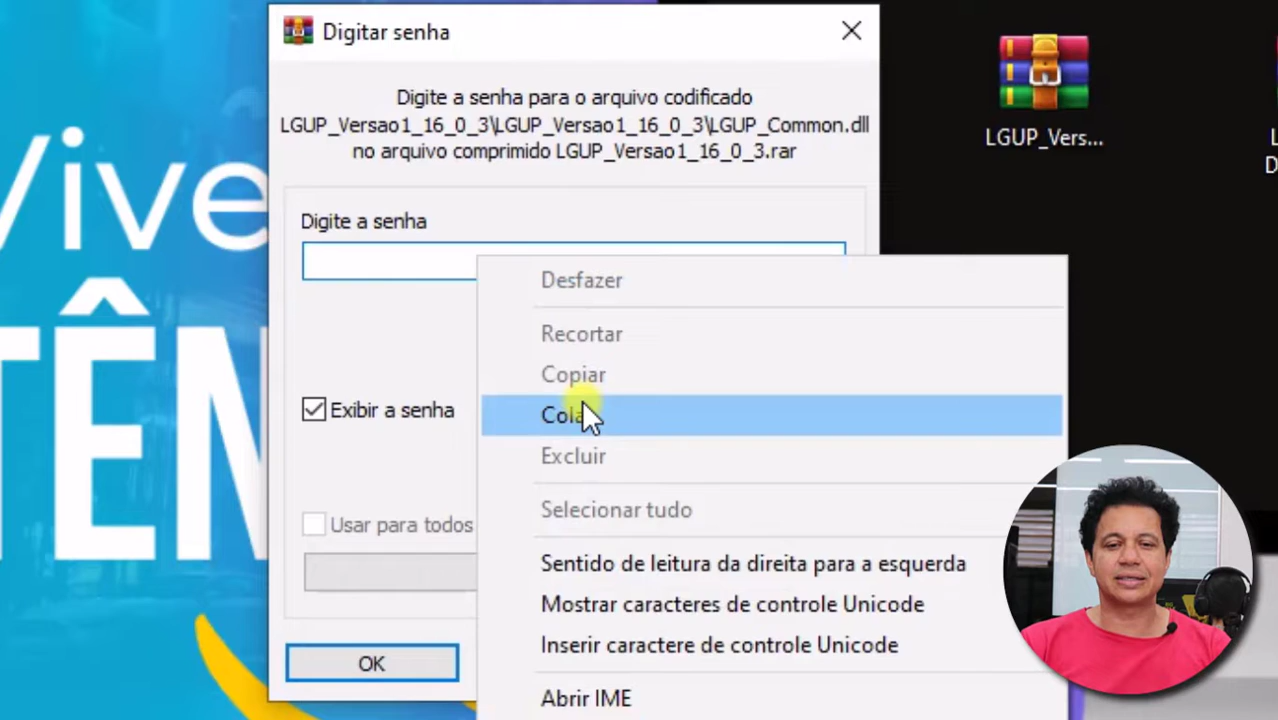 Digitar senha
Digite a senha para o arquivo codificado
LGUP_Versao1_16_0_3\LGUP_Versao1_16_0_3\LGUP_Common.dll
no arquivo comprimido LGUP_Versao1_16_0_3.rar
LGUP_Vers...
Vive
TÊN
Digite a senha
Desfazer
Recortar
Copiar
Excluir
Exibir a senha
Selecionar tudo
Usar para todos
Sentido de leitura da direita para a esquerda
Mostrar caracteres de controle Unicode
Inserir caractere de controle Unicode
OK
Abrir IME